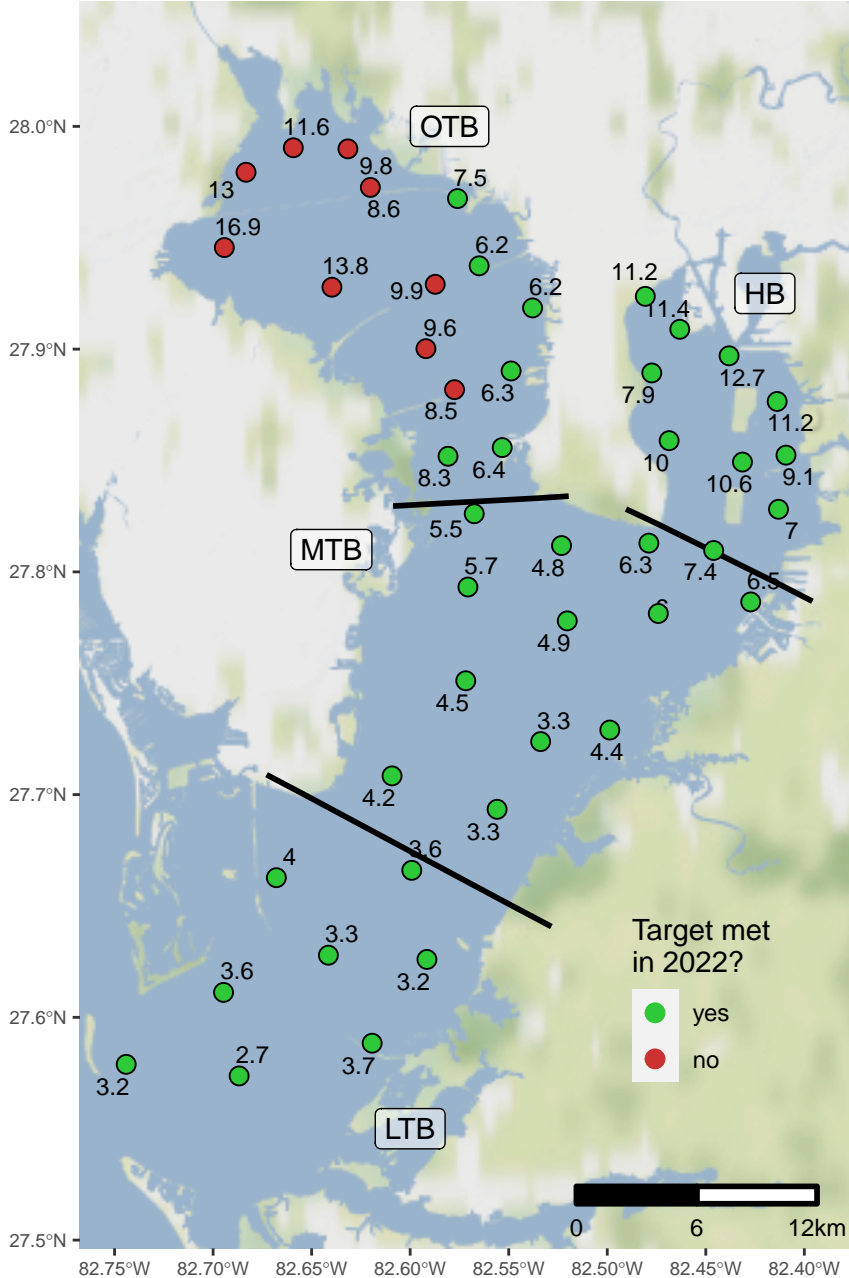 28.0°N
11.6
OTB
9.8
13
8.6
7.5
16.9
6.2
13.8
9.9
6.2
11.2
HB
11.4
27.9°N
9.6
12.7
7.9
6.3
8.5
11.2
10
6.4
8.3
10.6
9.1
5.5
7
MTB
4.8
6.3
7.4
27.8°N
5.7
6.5
6
4.9
4.5
3.3
4.4
27.7°N
4.2
3.3
3.6
4
3.3
3.2
Target met
in 2022?
3.6
27.6°N
yes
2.7
3.7
no
3.2
LTB
0 6 12km
27.5°N
82.75°W 82.70°W 82.65°W 82.60°W 82.55°W 82.50°W 82.45°W 82.40°W